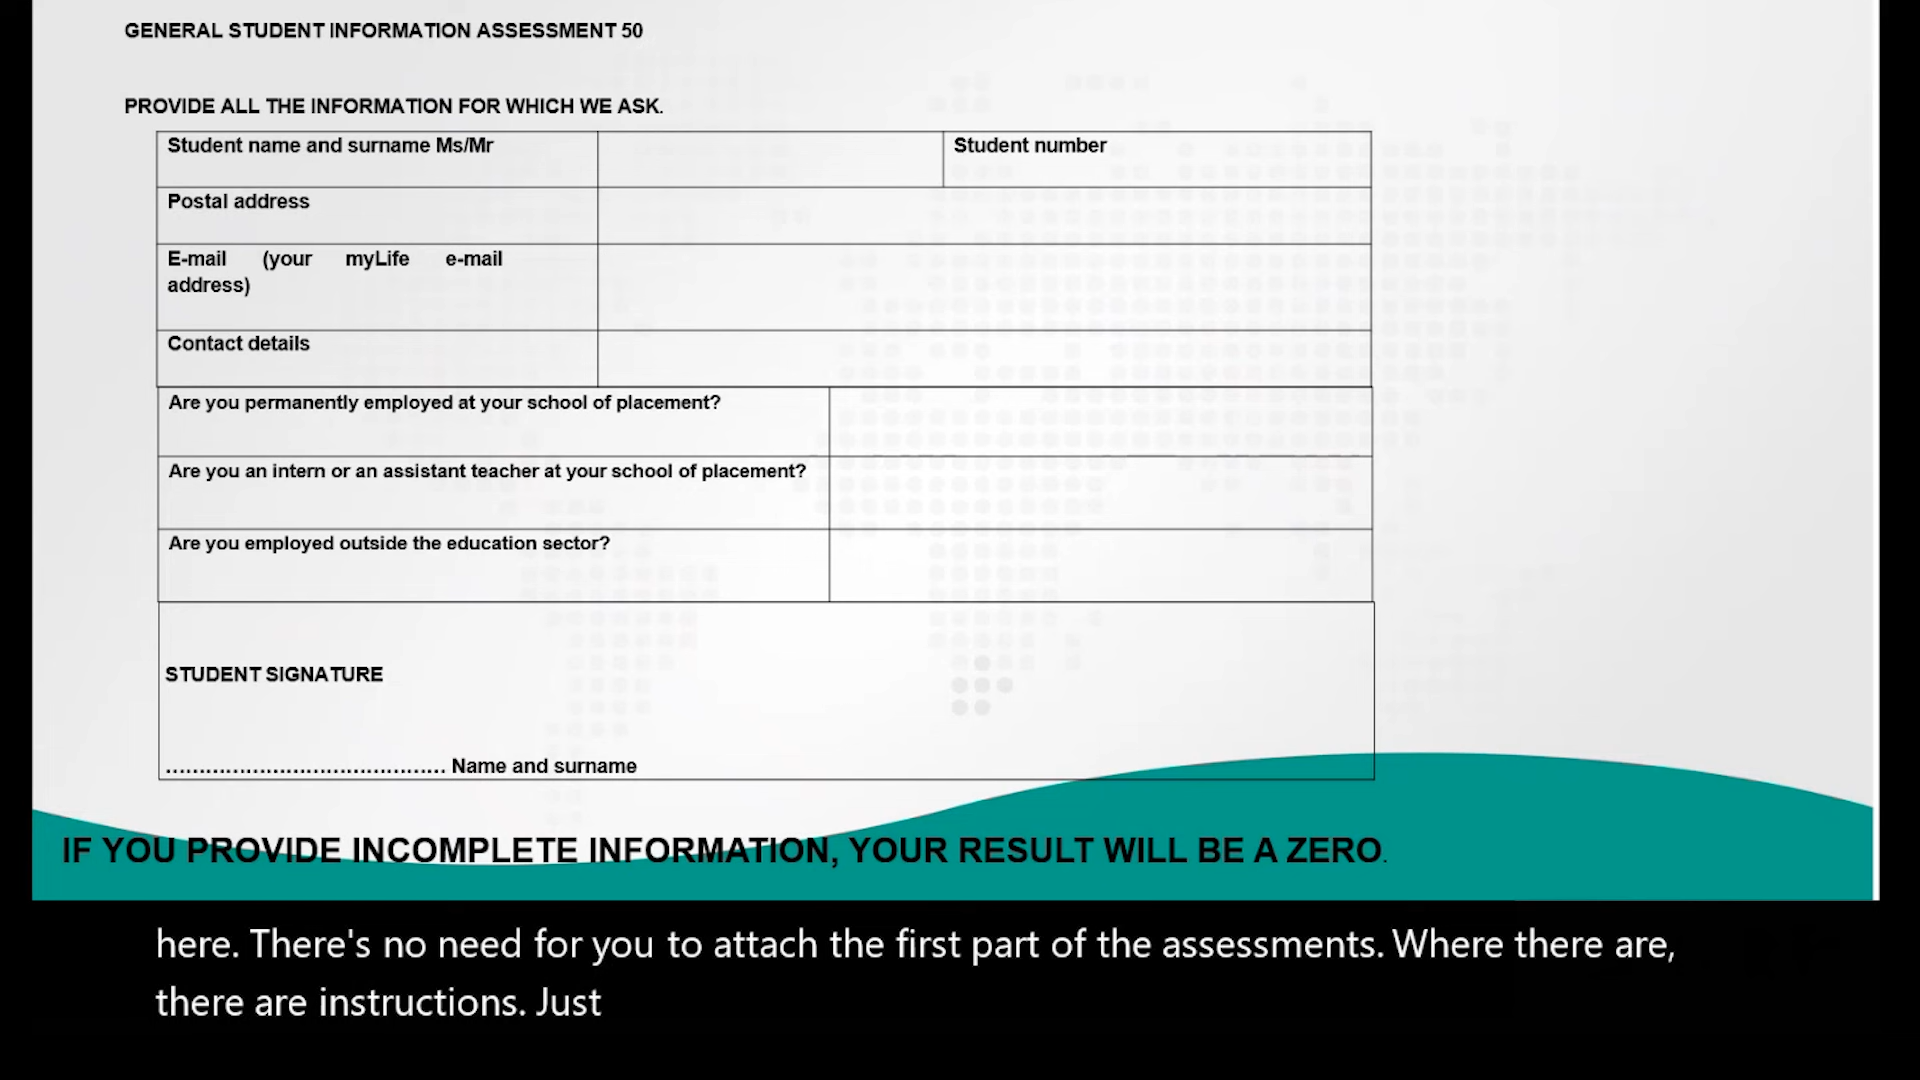 GENERAL STUDENT INFORMATION ASSESSMENT 50
PROVIDE ALL THE INFORMATION FOR WHICH WE ASK.
Student name and surname Ms/Mr
Student number
Postal address
E-mail (your myLife e-mail
address)
Contact details
Are you permanently employed at your school of placement?
Are you an intern or an assistant teacher at your school of placement?
Are you employed outside the education sector?
STUDENT SIGNATURE
.......................................... Name and surname
IF YOU PROVIDE INCOMPLETE INFORMATION, YOUR RESULT WILL BE A ZERO.
here. There's no need for you to attach the first part of the assessments. Where there are,
there are instructions. Just